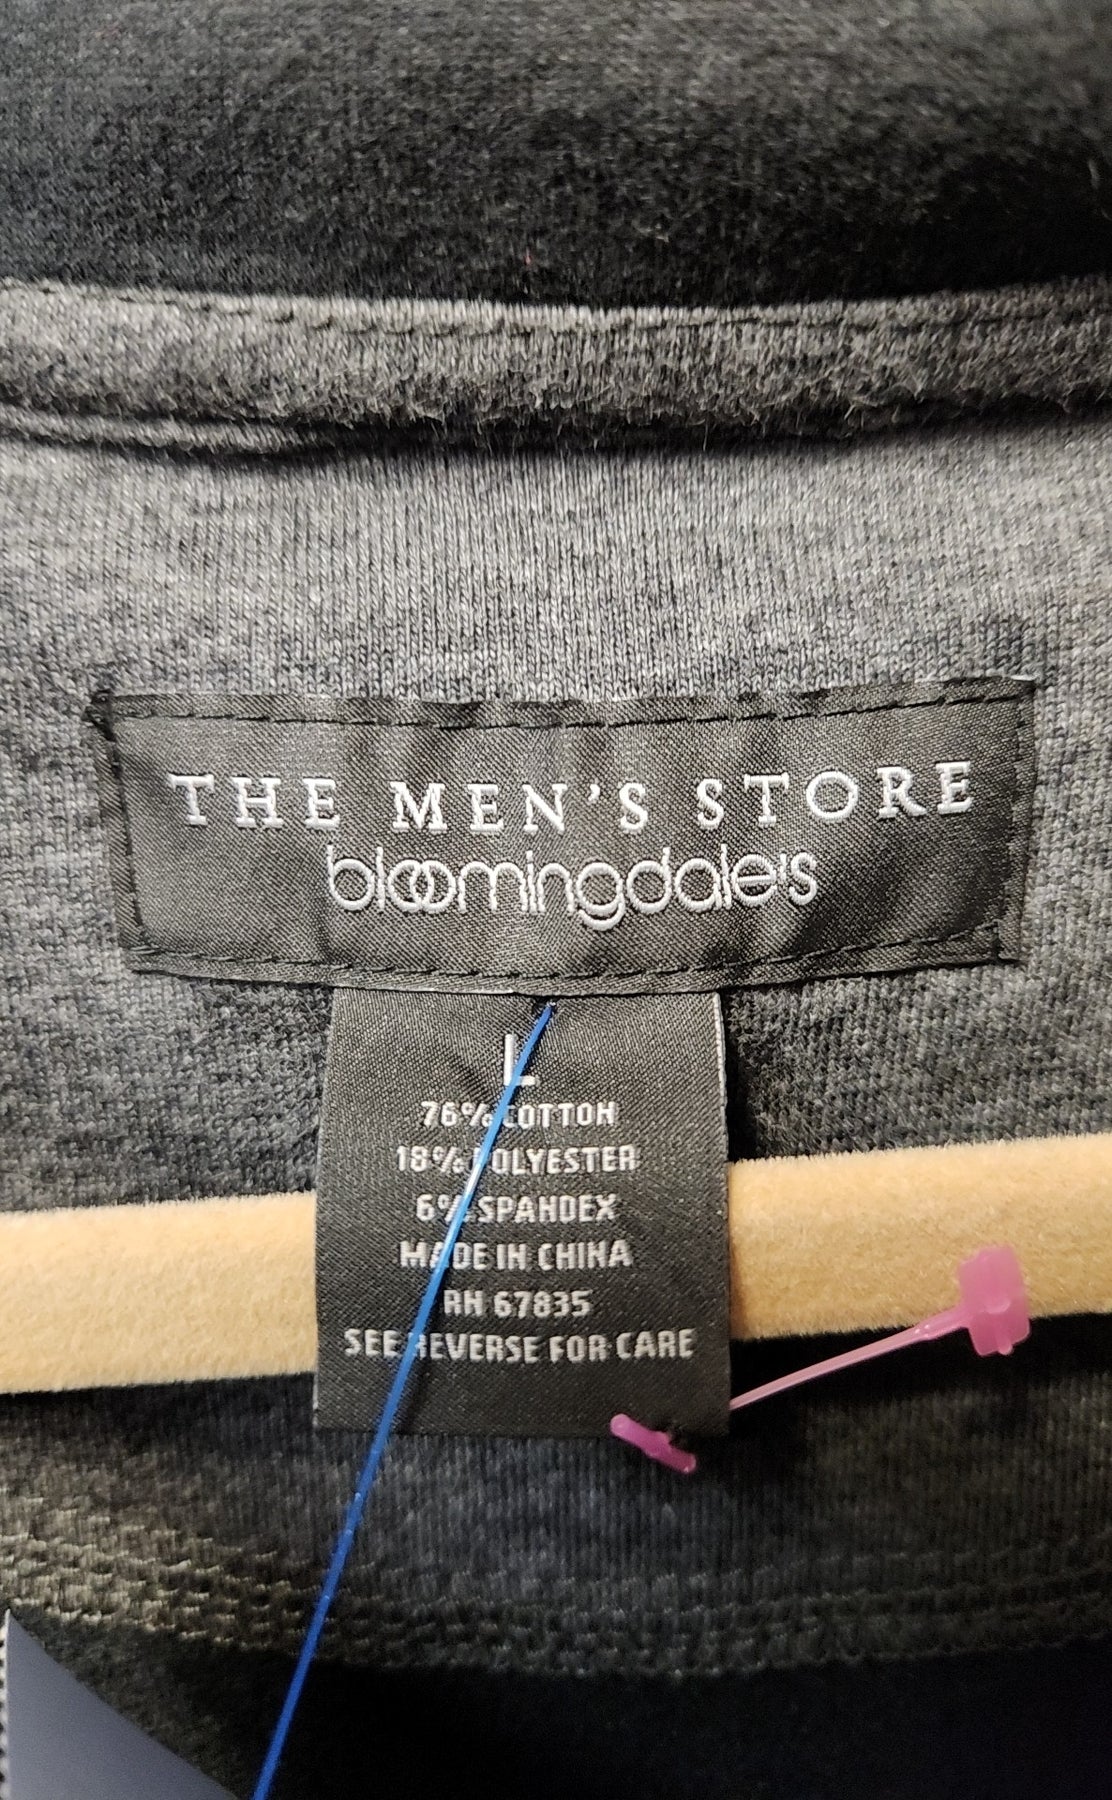 THE MEN'S STORE
bloomingdale's
L
76% COTTON
18% POLYESTER
6% SPANDEX
MADE IN CHINA
RN 67835
SEE REVERSE FOR CARE